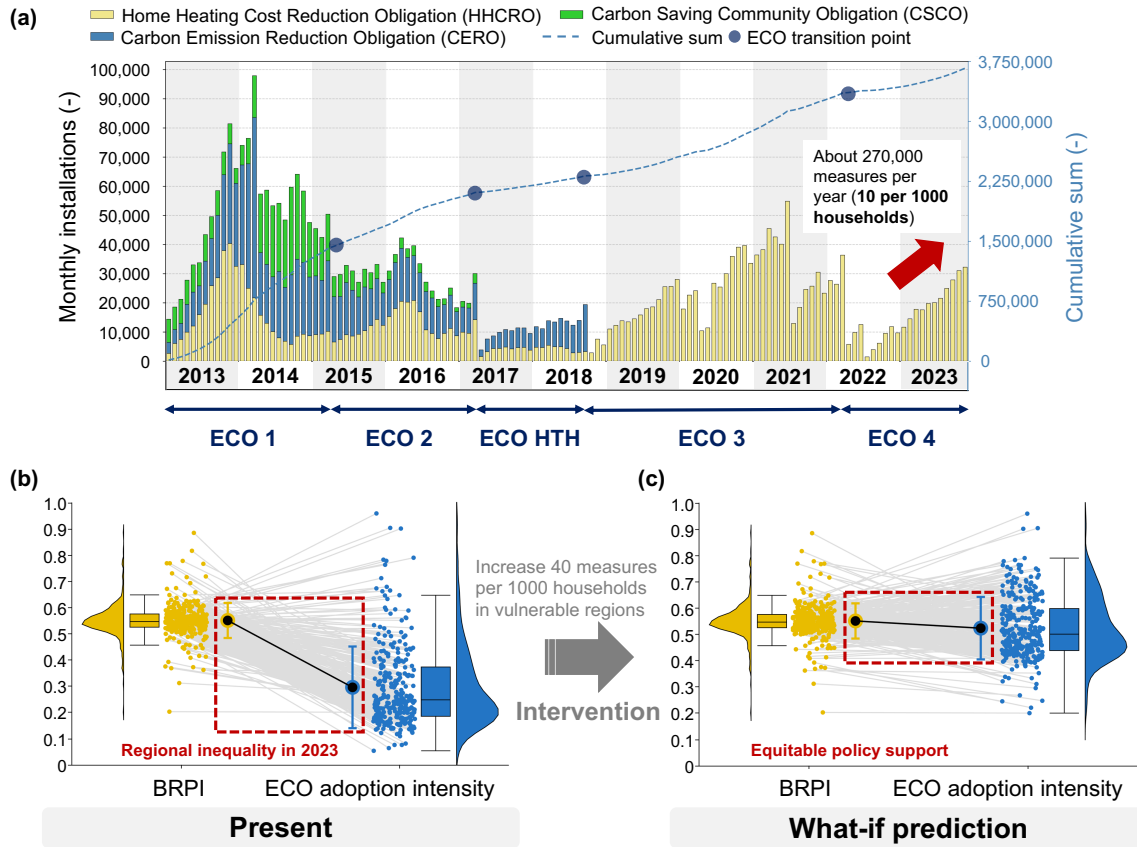 (a)
Home Heating Cost Reduction Obligation (HHCRO)
Carbon Saving Community Obligation (CSCO)
Carbon Emission Reduction Obligation (CERO)
Cumulative sum
ECO transition point
Monthly installations (-)
100,000
90,000
80,000
70,000
60,000
50,000
40,000
30,000
20,000
10,000
0
3,750,000
3,000,000
2,250,000
1,500,000
750,000
0
Cumulative sum (-)
About 270,000
measures per
year (10 per 1000
households)
2013 2014 2015 2016 2017 2018 2019 2020 2021 2022 2023
ECO 1 ECO 2 ECO HTH ECO 3 ECO 4
(b)
1.0
0.9
0.8
0.7
0.6
0.5
0.4
0.3
0.2
0.1
0
Regional inequality in 2023
BRPI ECO adoption intensity
Present
Increase 40 measures
per 1000 households
in vulnerable regions
Intervention
(c)
1.0
0.9
0.8
0.7
0.6
0.5
0.4
0.3
0.2
0.1
0
Equitable policy support
BRPI ECO adoption intensity
What-if prediction